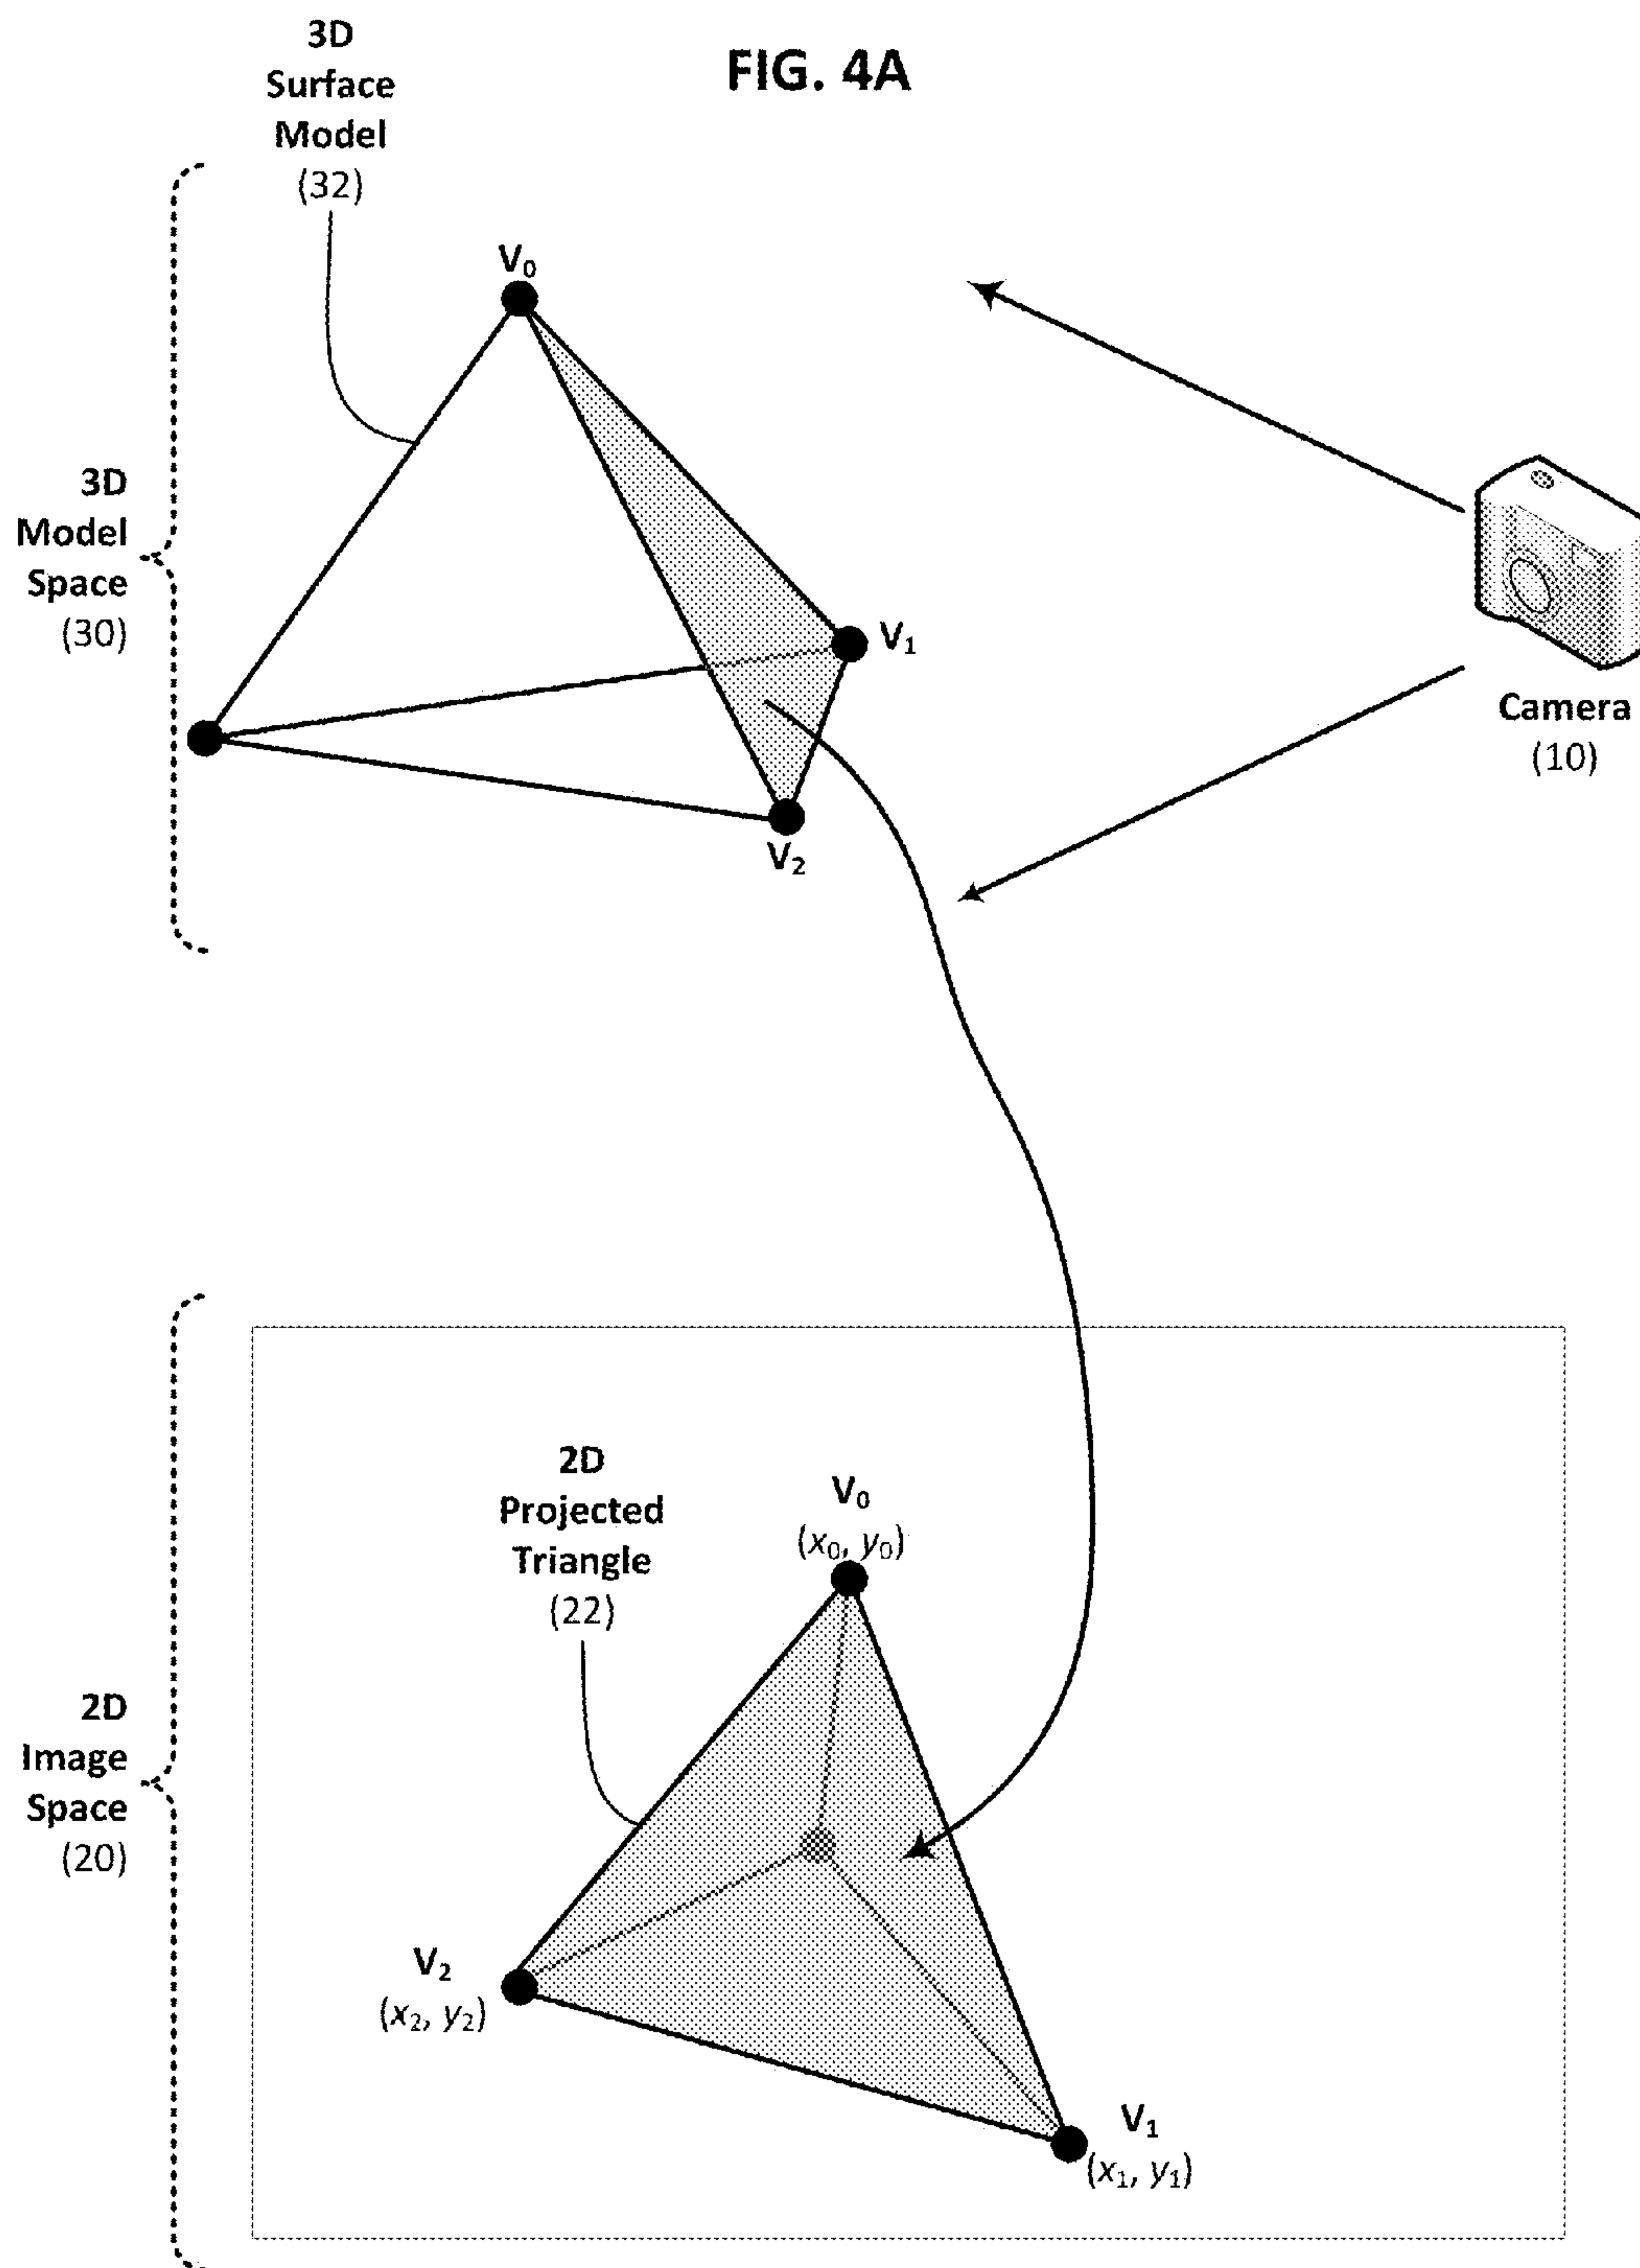 FIG. 4A
3D
Surface
Model
(32)
V₀
3D
Model
Space
(30)
V₁
V₂
Camera
(10)
2D
Projected
Triangle
(22)
V₀
(x₀, y₀)
2D
Image
Space
(20)
V₂
(x₂, y₂)
V₁
(x₁, y₁)